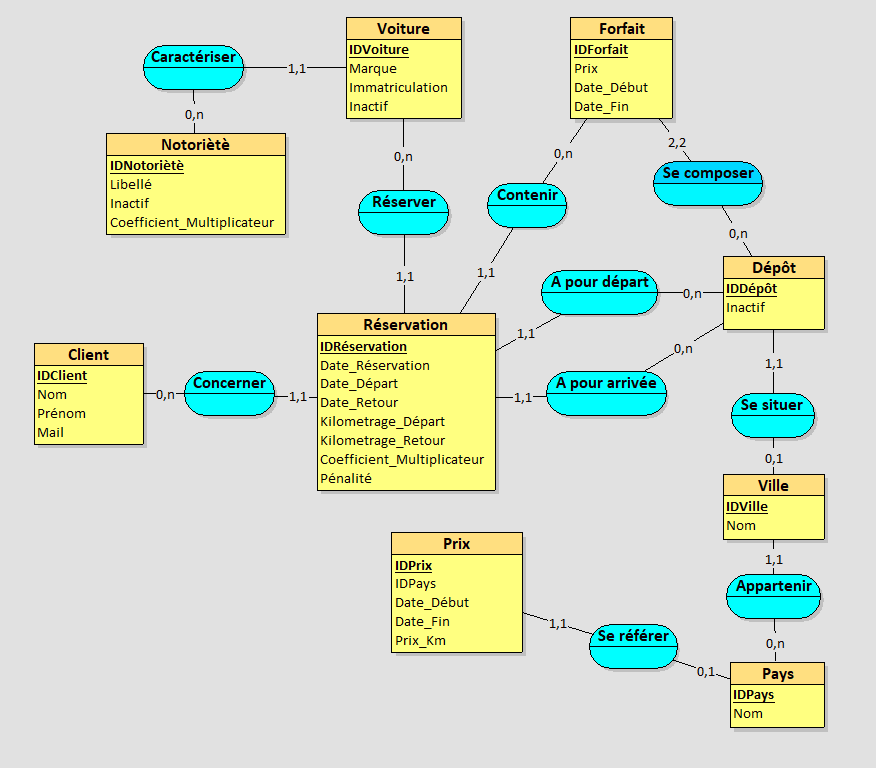 Voiture
IDVoiture
Marque
Immatriculation
Inactif
Forfait
IDForfait
Prix
Date_Début
Date_Fin
Caractériser
1,1
0,n
Notoriètè
IDNotoriètè
Libellé
Inactif
Coefficient_Multiplicateur
0,n
Réserver
1,1
0,n
Contenir
1,1
2,2
Se composer
0,n
Dépôt
IDDépôt
Inactif
A pour départ
0,n
1,1
0,n
A pour arrivée
1,1
Réservation
IDRéservation
Date_Réservation
Date_Départ
Date_Retour
Kilometrage_Départ
Kilometrage_Retour
Coefficient_Multiplicateur
Pénalité
Client
IDClient
Nom
Prénom
Mail
0,n
Concerner
1,1
1,1
Se situer
0,1
Ville
IDVille
Nom
1,1
Appartenir
0,n
Prix
IDPrix
IDPays
Date_Début
Date_Fin
Prix_Km
1,1
Se référer
0,1
Pays
IDPays
Nom